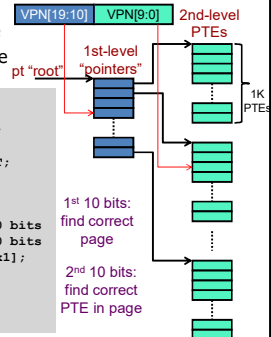 VPN[19:10] VPN[9:0]
2nd-level
PTEs
1st-level
"pointers"
pt "root"
1K
PTEs
;
0 bits
0 bits
x1];
1st 10 bits:
find correct
page
2nd 10 bits:
find correct
PTE in page